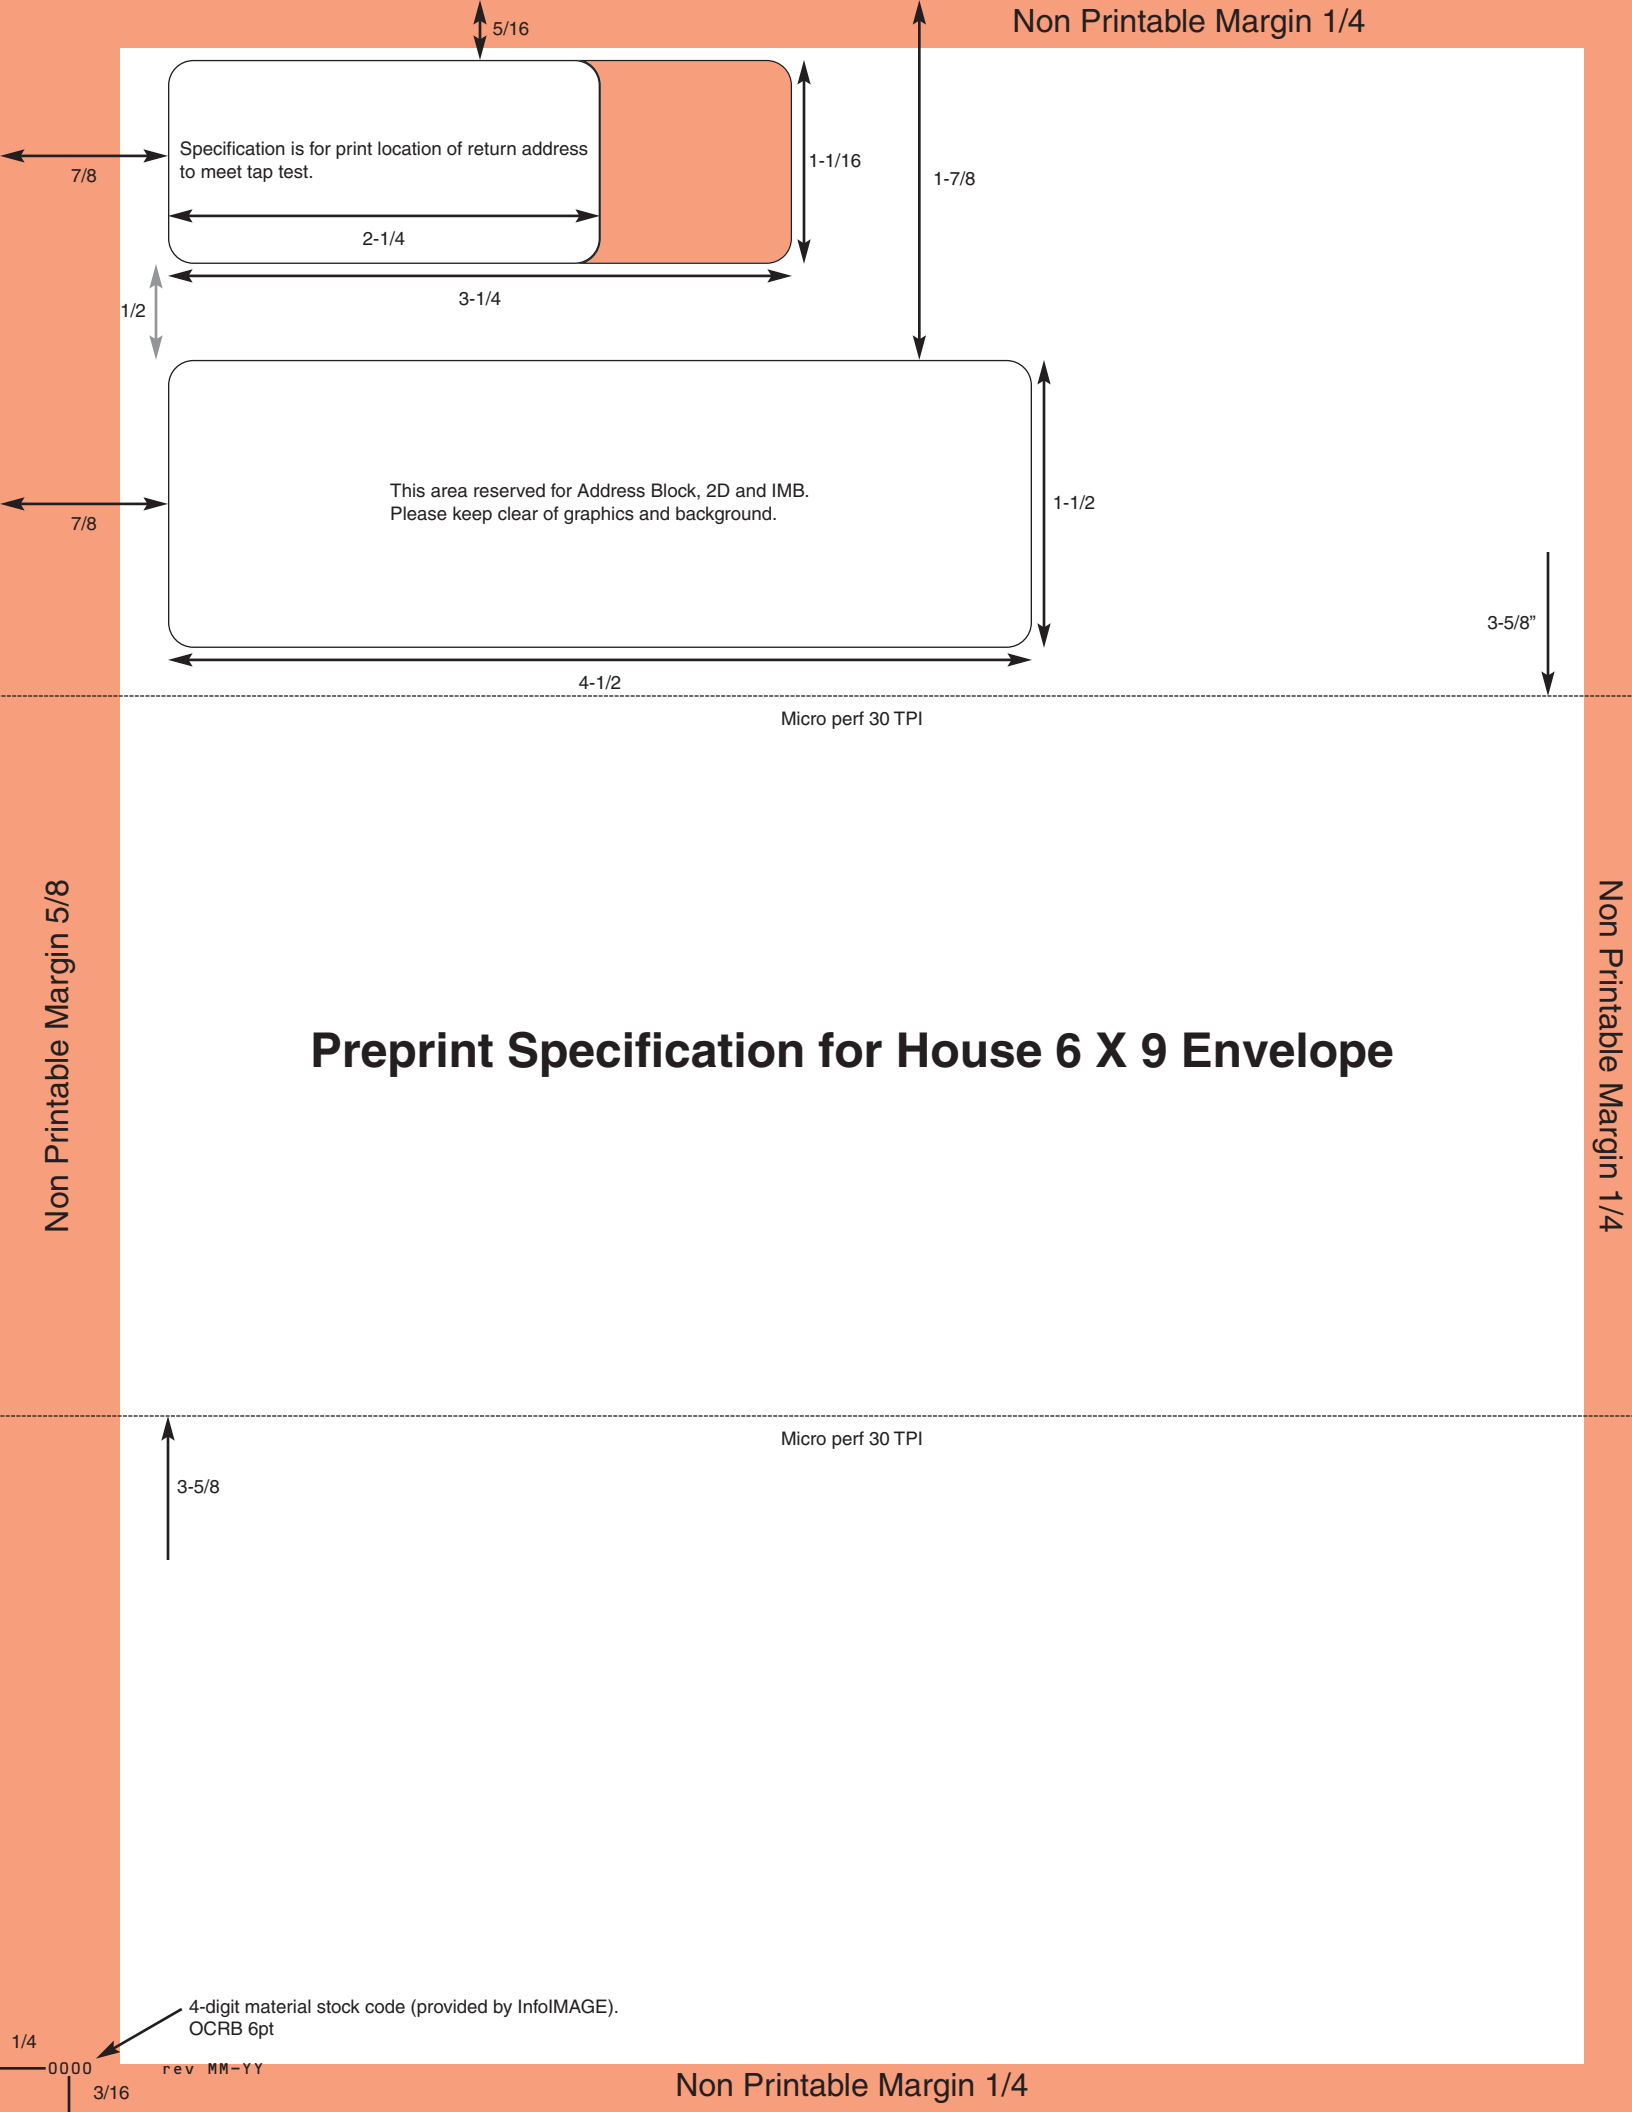 Non Printable Margin 1/4
5/16
Specification is for print location of return address
to meet tap test.
7/8
1-1/16
1-7/8
2-1/4
3-1/4
1/2
This area reserved for Address Block, 2D and IMB.
Please keep clear of graphics and background.
7/8
1-1/2
3-5/8”
4-1/2
Micro perf 30 TPI
Non Printable Margin 5/8
Non Printable Margin 1/4
Preprint Specification for House 6 X 9 Envelope
Micro perf 30 TPI
3-5/8
4-digit material stock code (provided by InfoIMAGE).
OCRB 6pt
1/4
0000 rev MM-YY
3/16
Non Printable Margin 1/4